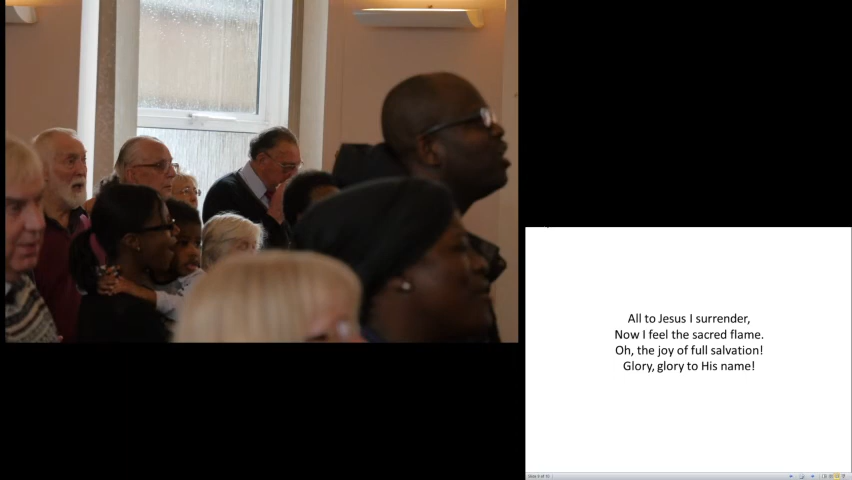 All to Jesus I surrender,
Now I feel the sacred flame.
Oh, the joy of full salvation!
Glory, glory to His name!